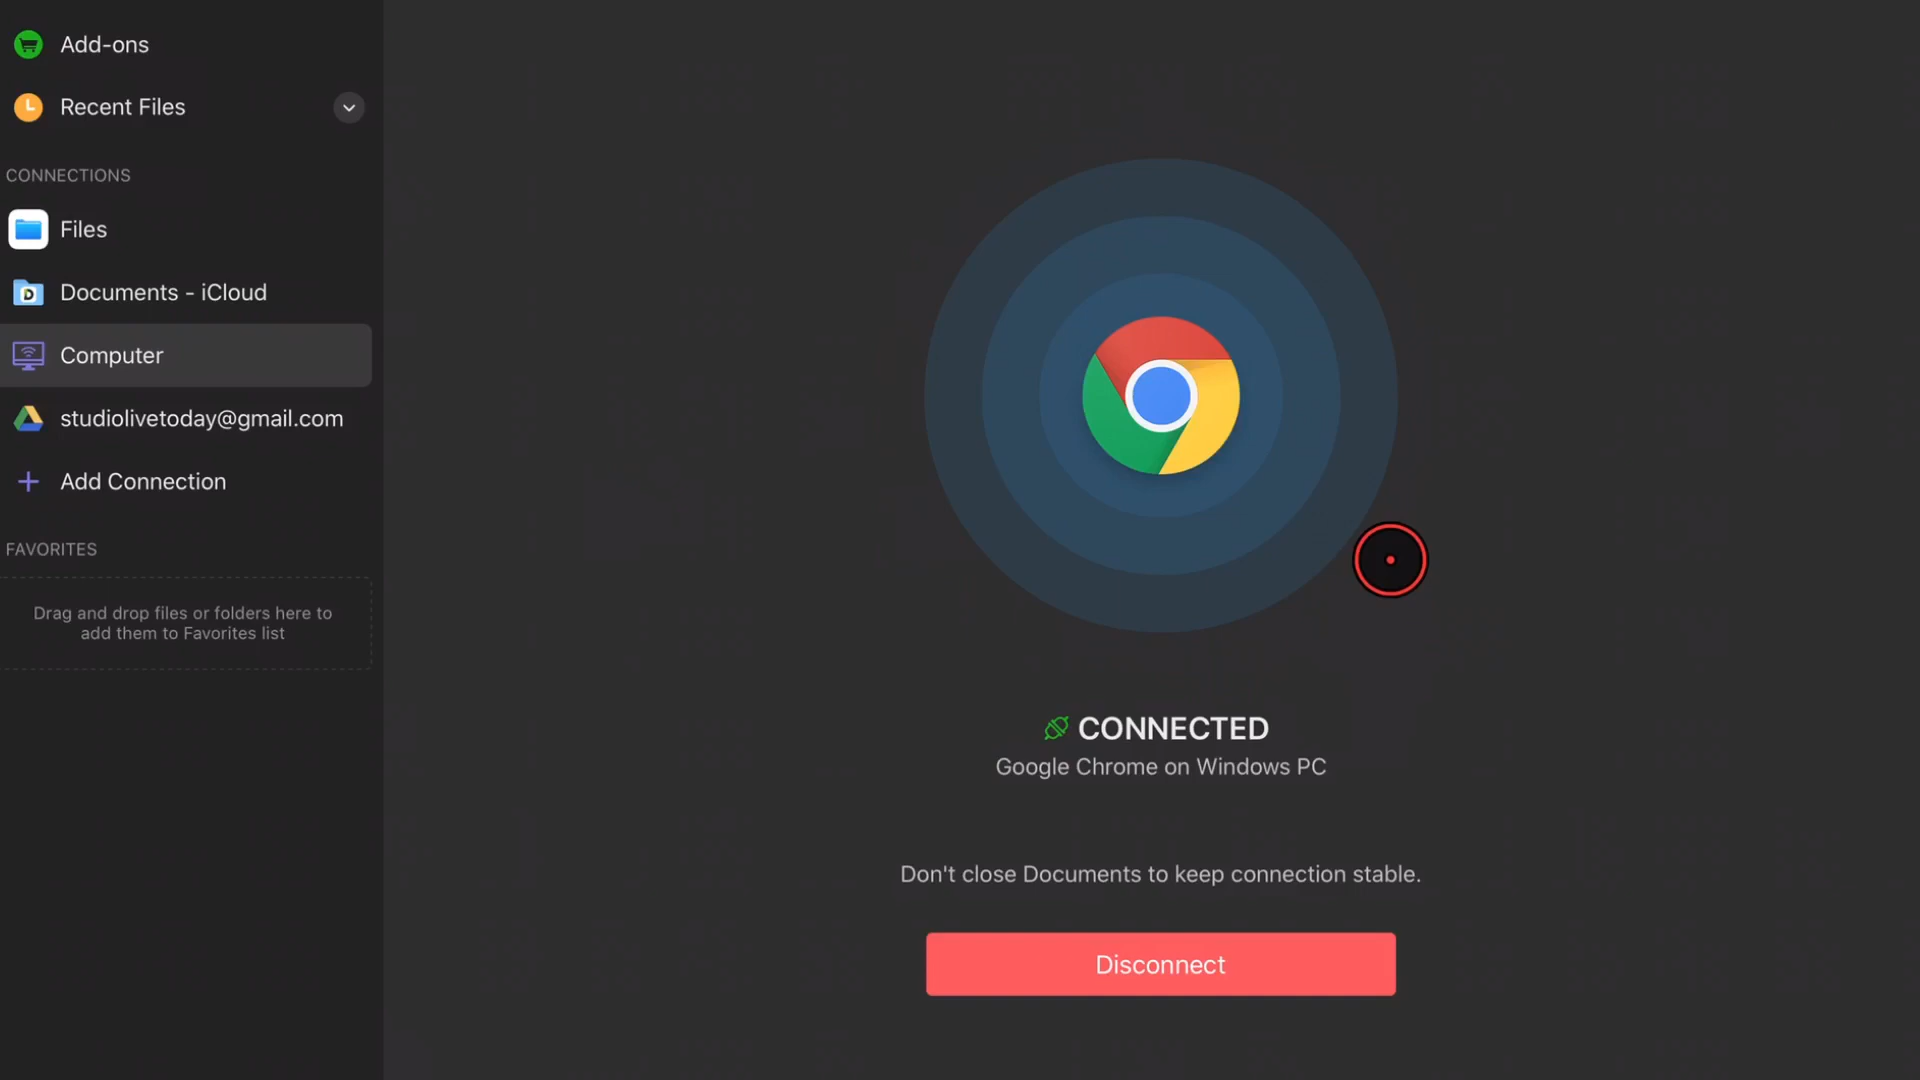 Add-ons
Recent Files
CONNECTIONS
Files
Documents - iCloud
Computer
studiolivetoday@gmail.com
Add Connection
FAVORITES
Drag and drop files or folders here to
add them to Favorites list
CONNECTED
Google Chrome on Windows PC
Don't close Documents to keep connection stable.
Disconnect